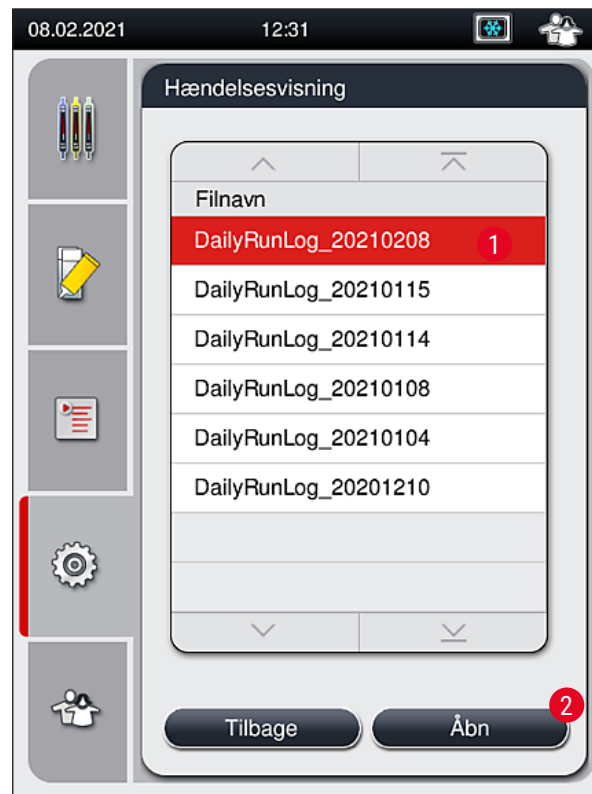 08.02.2021 12:31
Hændelsesvisning
Filnavn
DailyRunLog_20210208 1
DailyRunLog_20210115
DailyRunLog_20210114
DailyRunLog_20210108
DailyRunLog_20210104
DailyRunLog_20201210
Tilbage Åbn 2